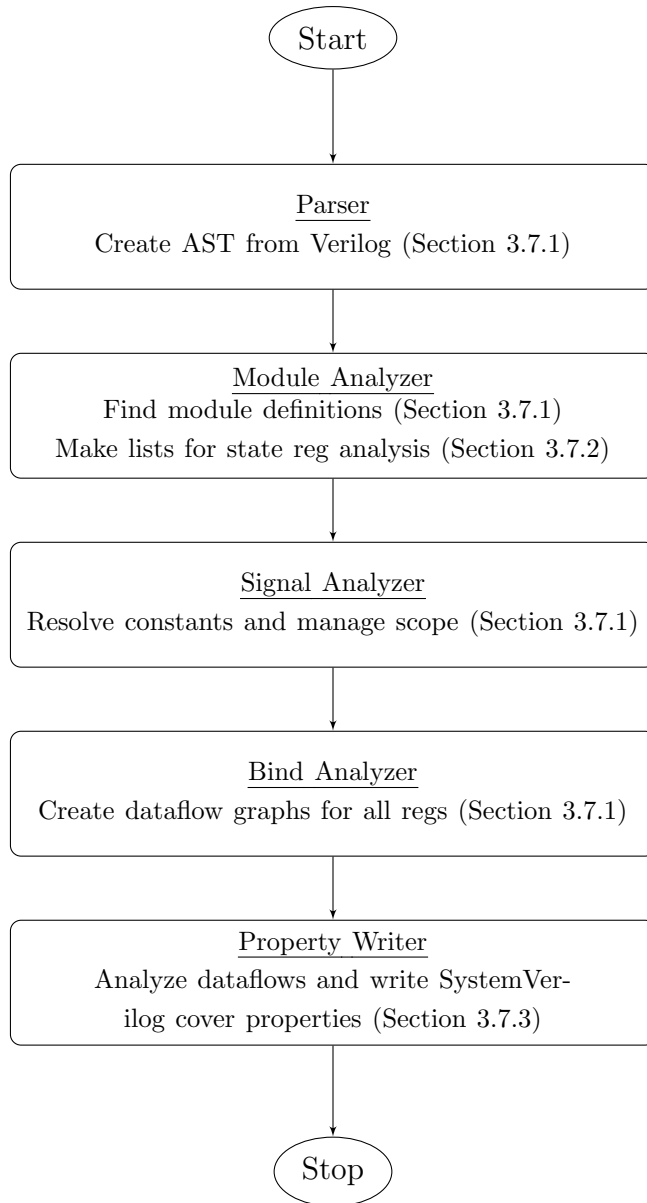 Start
Parser
Create AST from Verilog (Section 3.7.1)
Module Analyzer
Find module definitions (Section 3.7.1)
Make lists for state reg analysis (Section 3.7.2)
Signal Analyzer
Resolve constants and manage scope (Section 3.7.1)
Bind Analyzer
Create dataflow graphs for all regs (Section 3.7.1)
Property Writer
Analyze dataflows and write SystemVer-
ilog cover properties (Section 3.7.3)
Stop